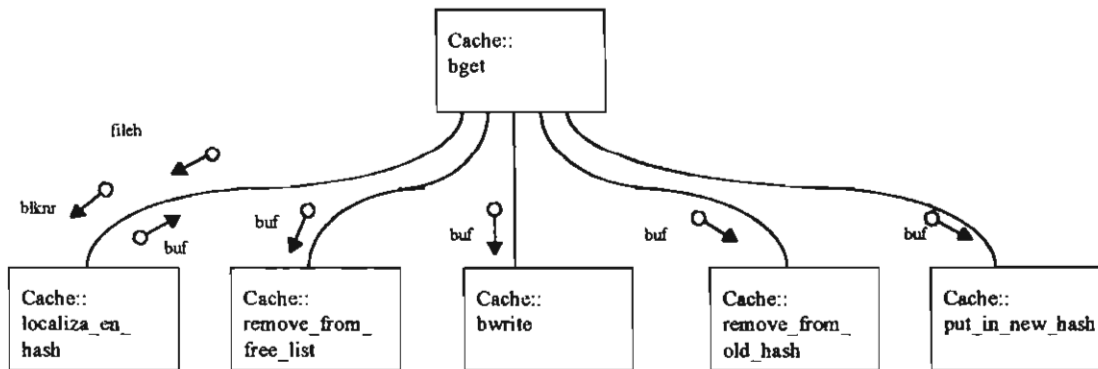 Cache::
bget
fileh
blknr
buf
buf
buf
buf
buf
Cache::
localiza_en_
hash
Cache::
remove_from_
free_list
Cache::
bwrite
Cache::
remove_from_
old_hash
Cache::
put_in_new_hash